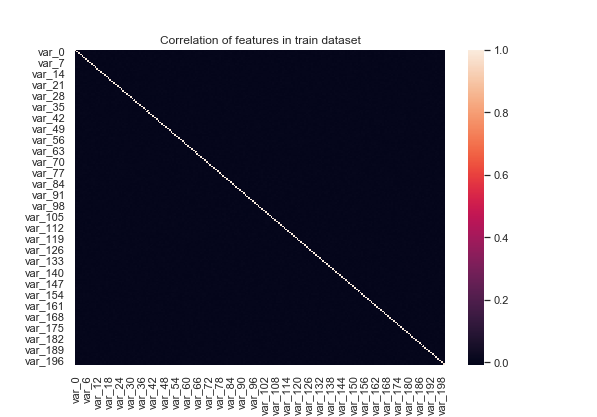 Correlation of features in train dataset
var_0
var_7
var_14
var_21
var_28
var_35
var_42
var_49
var_56
var_63
var_70
var_77
var_84
var_91
var_98
var_105
var_112
var_119
var_126
var_133
var_140
var_147
var_154
var_161
var_168
var_175
var_182
var_189
var_196
var_0
var_6
var_12
var_18
var_24
var_30
var_36
var_42
var_48
var_54
var_60
var_66
var_72
var_78
var_84
var_90
var_96
var_102
var_108
var_114
var_120
var_126
var_132
var_138
var_144
var_150
var_156
var_162
var_168
var_174
var_180
var_186
var_192
var_198
1.0
0.8
0.6
0.4
0.2
0.0